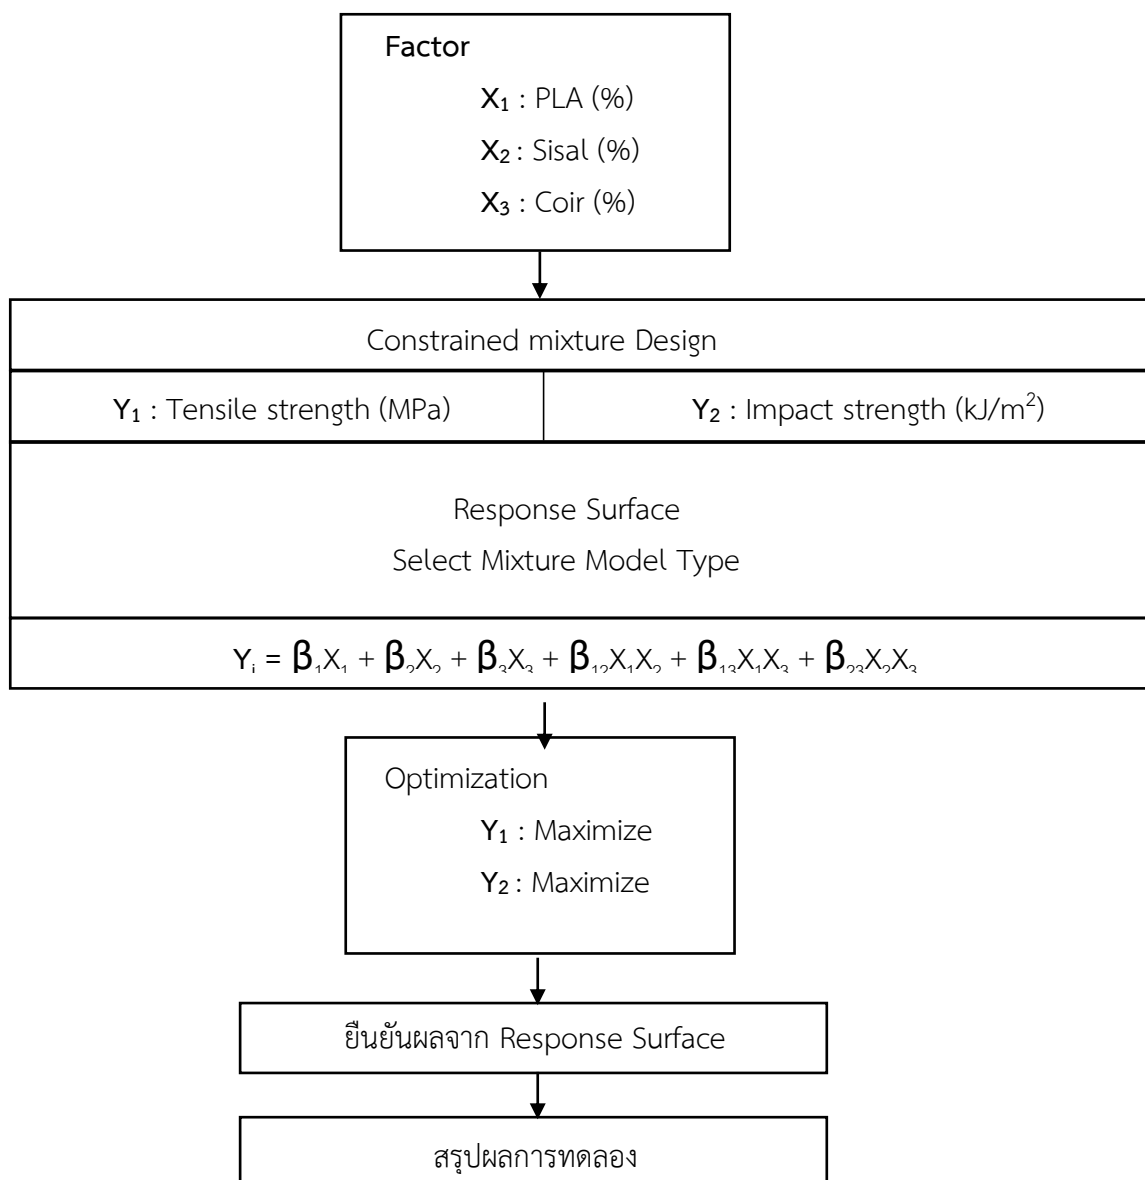 Factor
X₁ : PLA (%)
X₂ : Sisal (%)
X₃ : Coir (%)
Constrained mixture Design
Y₁ : Tensile strength (MPa)
Y₂ : Impact strength (kJ/m²)
Response Surface
Select Mixture Model Type
Yᵢ = β₁X₁ + β₂X₂ + β₃X₃ + β₁₂X₁X₂ + β₁₃X₁X₃ + β₂₃X₂X₃
Optimization
Y₁ : Maximize
Y₂ : Maximize
ยืนยันผลจาก Response Surface
สรุปผลการทดลอง